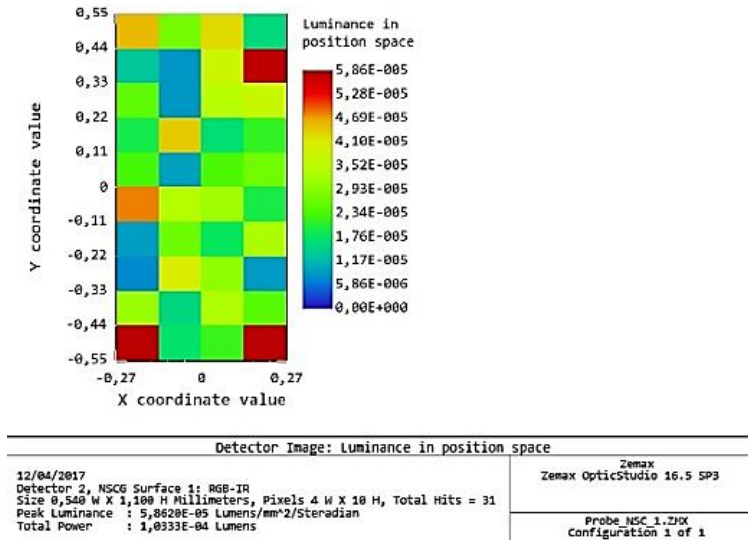 0,55
0,44
0,33
0,22
0,11
0
-0,11
-0,22
-0,33
-0,44
-0,55
Y coordinate value
-0,27 0 0,27
X coordinate value
Luminance in
position space
5,86E-005
5,28E-005
4,69E-005
4,10E-005
3,52E-005
2,93E-005
2,34E-005
1,76E-005
1,17E-005
5,86E-006
0,00E+000
Detector Image: Luminance in position space
12/04/2017
Detector 2, NSCG Surface 1: RGB-IR
Size 0,540 W X 1,100 H Millimeters, Pixels 4 W X 10 H, Total Hits = 31
Peak Luminance : 5,8620E-05 Lumens/mm^2/Steradian
Total Power : 1,0333E-04 Lumens
Zemax
Zemax OpticStudio 16.5 SP3
Probe_NSC_1.ZMX
Configuration 1 of 1